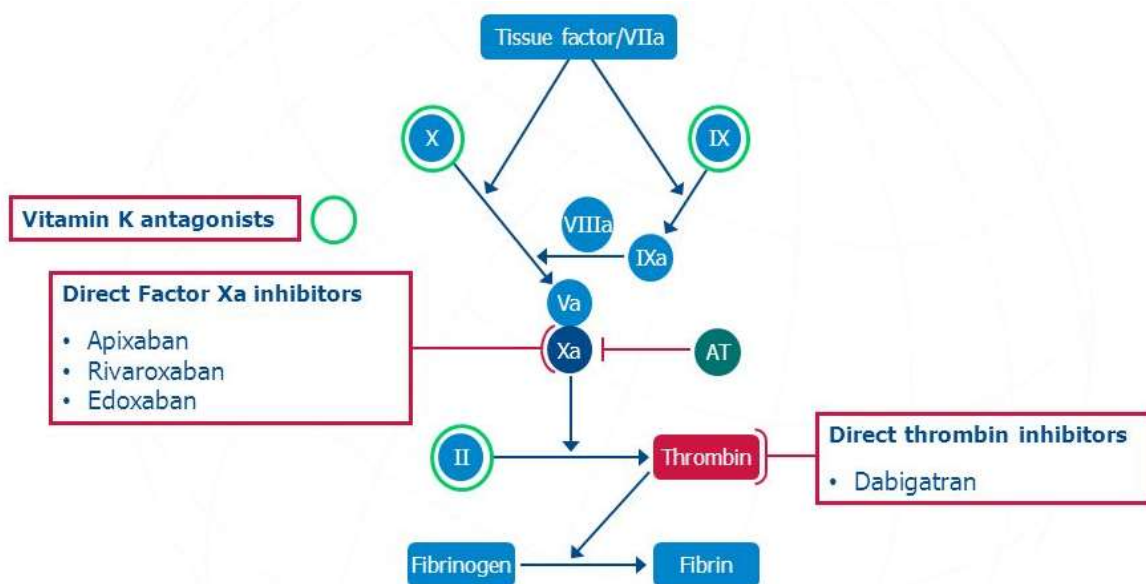 Tissue factor/VIIa
X
IX
Vitamin K antagonists
VIIIa
IXa
Direct Factor Xa inhibitors
• Apixaban
• Rivaroxaban
• Edoxaban
Va
Xa
AT
II
Thrombin
Direct thrombin inhibitors
• Dabigatran
Fibrinogen
Fibrin